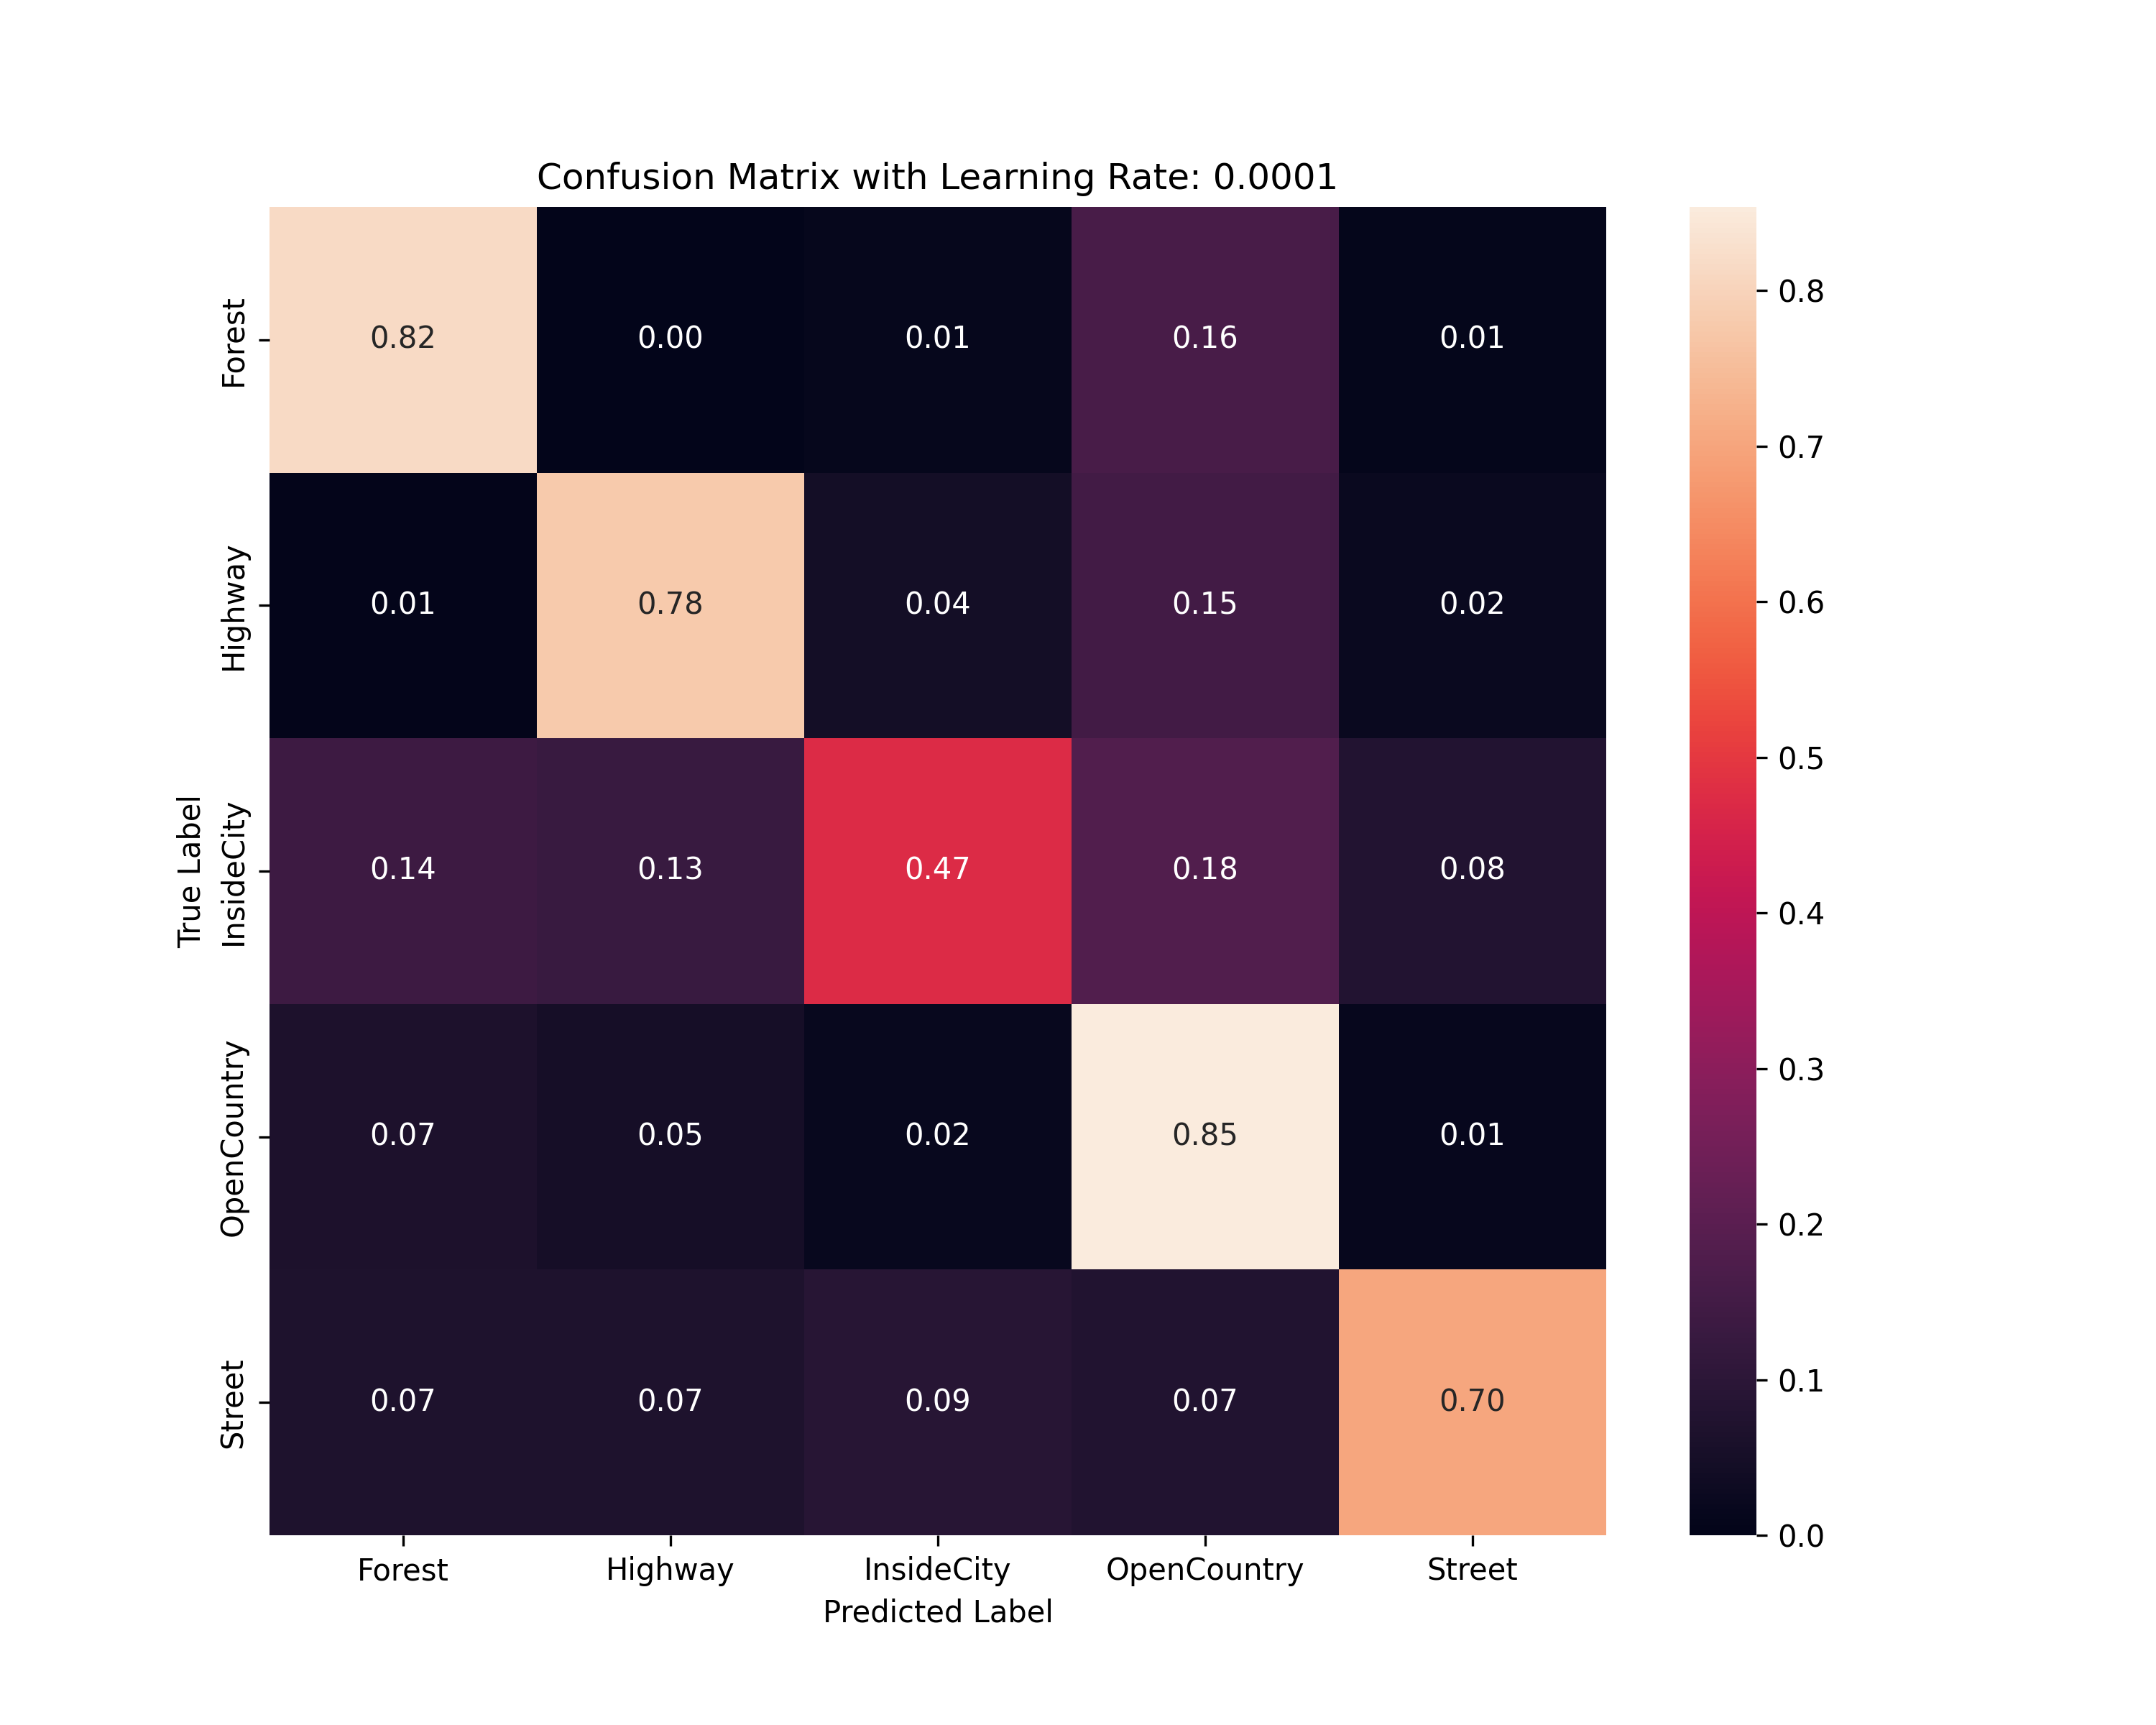 Confusion Matrix with Learning Rate: 0.0001
True Label
Forest
0.82 0.00 0.01 0.16 0.01
Highway
0.01 0.78 0.04 0.15 0.02
InsideCity
0.14 0.13 0.47 0.18 0.08
OpenCountry
0.07 0.05 0.02 0.85 0.01
Street
0.07 0.07 0.09 0.07 0.70
Forest Highway InsideCity OpenCountry Street
Predicted Label
0.8
0.7
0.6
0.5
0.4
0.3
0.2
0.1
0.0